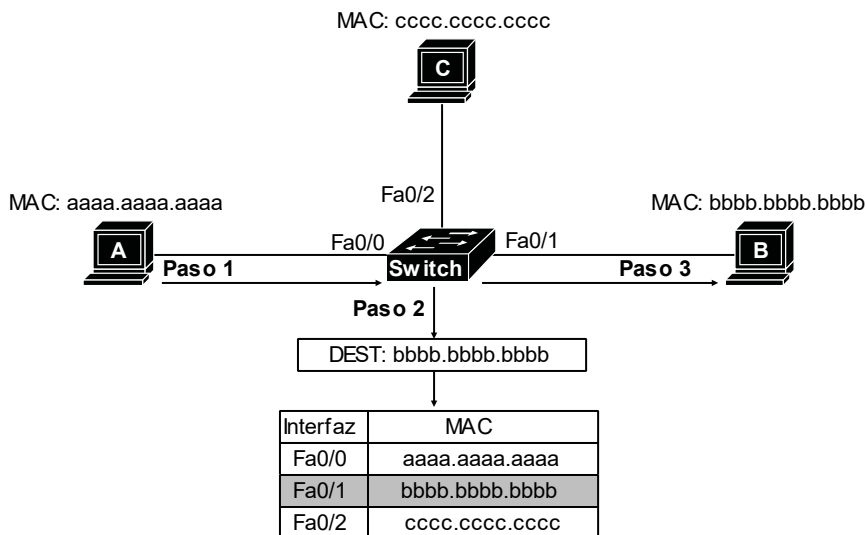 MAC: cccc.cccc.cccc
C
Fa0/2
MAC: aaaa.aaaa.aaaa
MAC: bbbb.bbbb.bbbb
A
Fa0/0
Fa0/1
B
Paso 1
Switch
Paso 3
Paso 2
DEST: bbbb.bbbb.bbbb
Interfaz MAC
Fa0/0 aaaa.aaaa.aaaa
Fa0/1 bbbb.bbbb.bbbb
Fa0/2 cccc.cccc.cccc